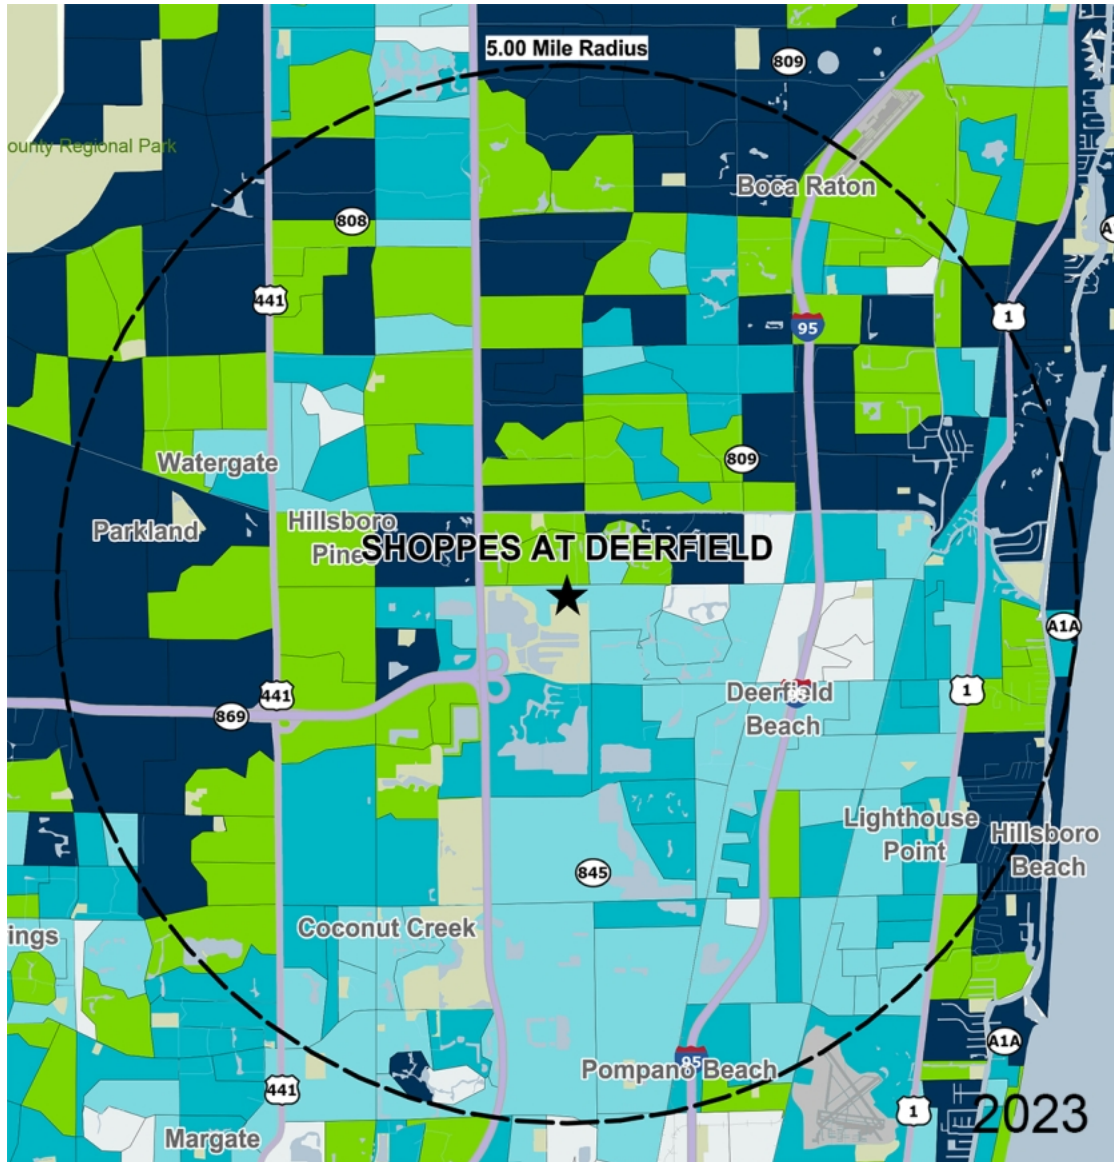 5.00 Mile Radius
809
ounty Regional Park
Boca Raton
808
A
441
1
95
809
Watergate
Parkland
Hillsboro
Pines
SHOPPES AT DEERFIELD
A1A
441
869
Deerfield
95
1
Beach
Lighthouse
Point
Hillsboro
Beach
845
ings
Coconut Creek
A1A
95
Pompano Beach
441
1
2023
Margate